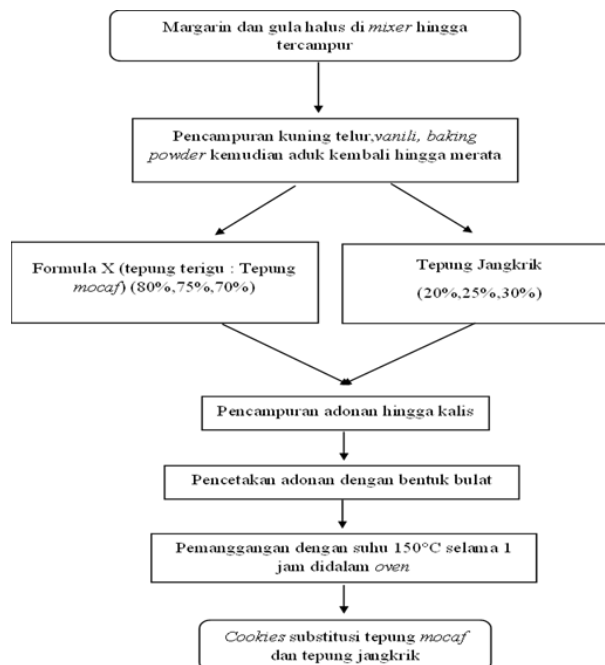 Margarin dan gula halus di mixer hingga
tercampur
Pencampuran kuning telur,vanili, baking
powder kemudian aduk kembali hingga merata
Formula X (tepung terigu : Tepung
mocaf) (80%,75%,70%)
Tepung Jangkrik
(20%,25%,30%)
Pencampuran adonan hingga kalis
Pencetakan adonan dengan bentuk bulat
Pemanggangan dengan suhu 150°C selama 1
jam didalam oven
Cookies substitusi tepung mocaf
dan tepung jangkrik